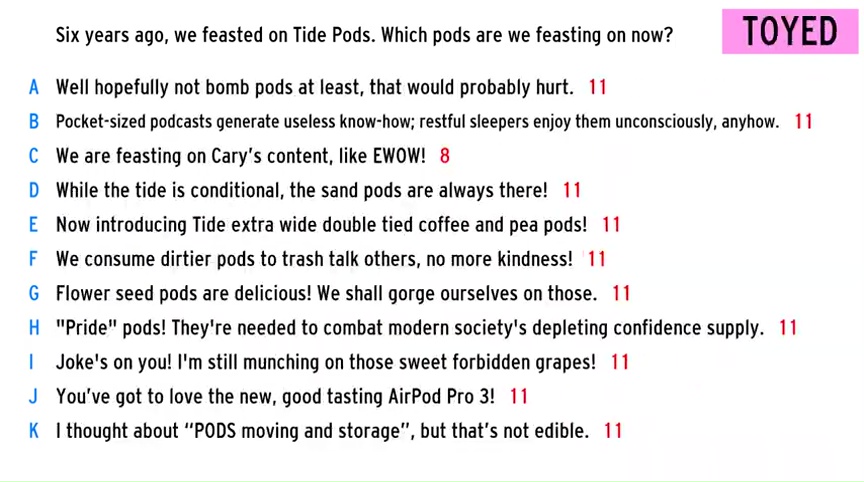 Six years ago, we feasted on Tide Pods. Which pods are we feasting on now?
TOYED
A Well hopefully not bomb pods at least, that would probably hurt. 11
B Pocket-sized podcasts generate useless know-how; restful sleepers enjoy them unconsciously, anyhow. 11
C We are feasting on Cary's content, like EWOW! 8
D While the tide is conditional, the sand pods are always there! 11
E Now introducing Tide extra wide double tied coffee and pea pods! 11
F We consume dirtier pods to trash talk others, no more kindness! 11
G Flower seed pods are delicious! We shall gorge ourselves on those. 11
H "Pride" pods! They're needed to combat modern society's depleting confidence supply. 11
I Joke's on you! I'm still munching on those sweet forbidden grapes! 11
J You've got to love the new, good tasting AirPod Pro 3! 11
K I thought about “PODS moving and storage”, but that's not edible. 11